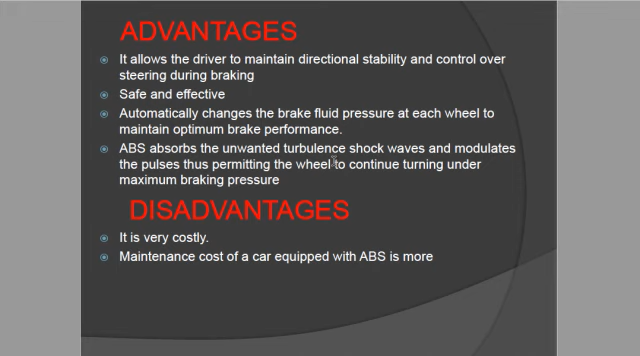 ADVANTAGES
It allows the driver to maintain directional stability and control over
steering during braking
Safe and effective
Automatically changes the brake fluid pressure at each wheel to
maintain optimum brake performance.
ABS absorbs the unwanted turbulence shock waves and modulates
the pulses thus permitting the wheel to continue turning under
maximum braking pressure
DISADVANTAGES
It is very costly.
Maintenance cost of a car equipped with ABS is more